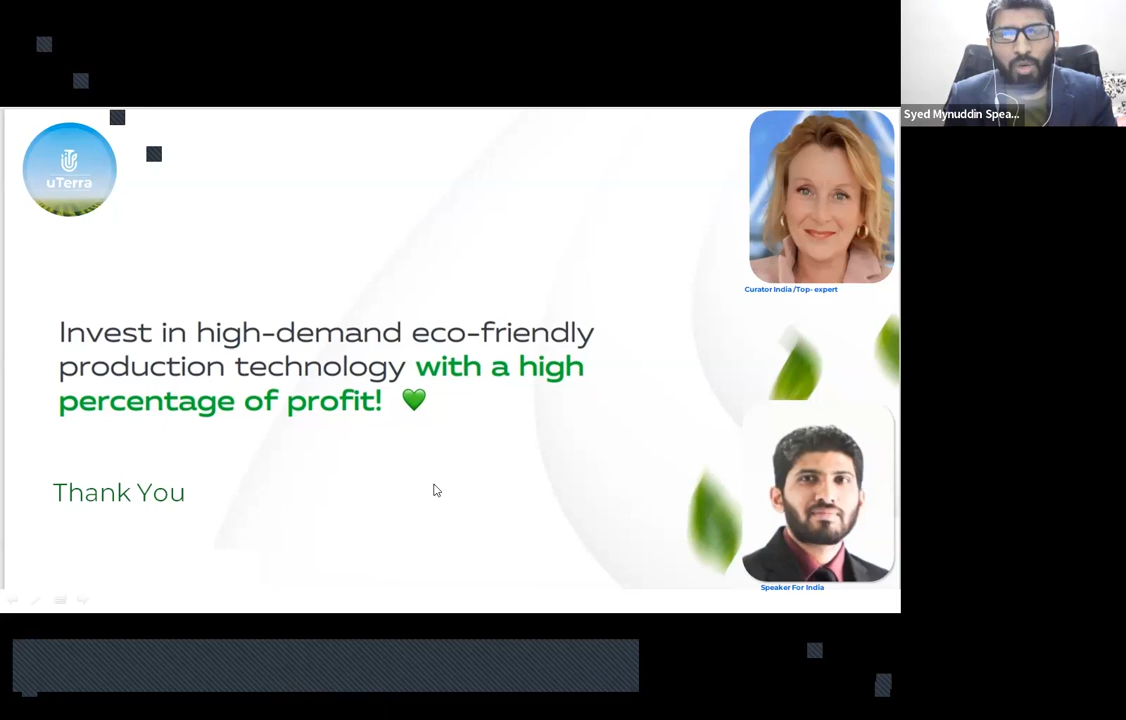 Syed Mynuddin Spea...
uTerra
Curator India /Top- expert
Invest in high-demand eco-friendly
production technology with a high
percentage of profit! 💚
Thank You
Speaker For India